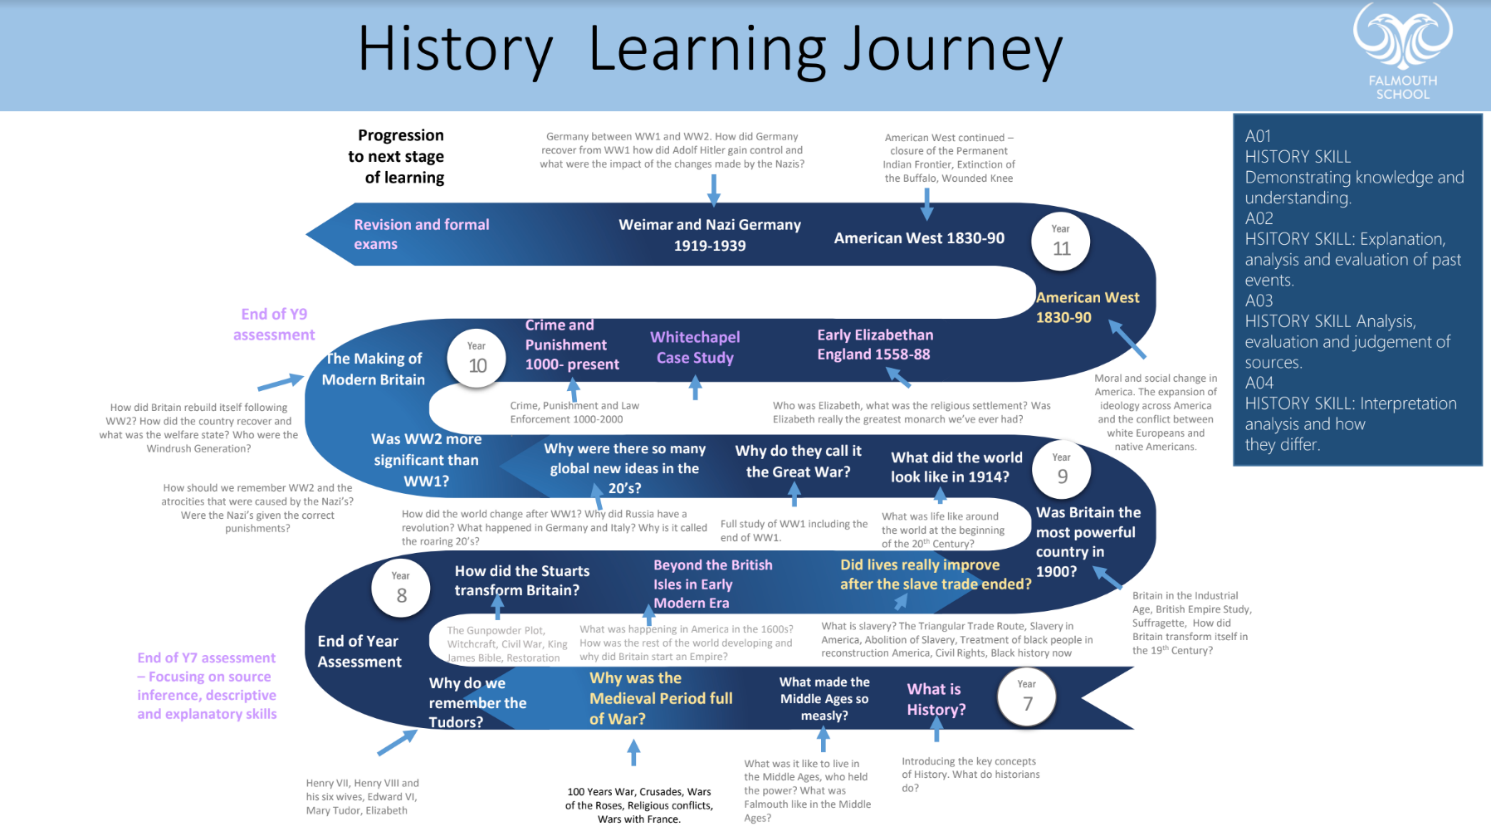 History Learning Journey
FALMOUTH
SCHOOL
A01
HISTORY SKILL
Demonstrating knowledge and
understanding.
A02
HSITORY SKILL: Explanation,
analysis and evaluation of past
events.
A03
HISTORY SKILL Analysis,
evaluation and judgement of
sources.
A04
HISTORY SKILL: Interpretation
analysis and how
they differ.
Progression
to next stage
of learning
Germany between WW1 and WW2. How did Germany
recover from WW1 how did Adolf Hitler gain control and
what were the impact of the changes made by the Nazis?
American West continued –
closure of the Permanent
Indian Frontier, Extinction of
the Buffalo, Wounded Knee
Revision and formal
exams
Weimar and Nazi Germany
1919-1939
American West 1830-90
Year
11
American West
1830-90
End of Y9
assessment
The Making of
Modern Britain
Year
10
Crime and
Punishment
1000- present
Whitechapel
Case Study
Early Elizabethan
England 1558-88
How did Britain rebuild itself following
WW2? How did the country recover and
what was the welfare state? Who were the
Windrush Generation?
Crime, Punishment and Law
Enforcement 1000-2000
Who was Elizabeth, what was the religious settlement? Was
Elizabeth really the greatest monarch we've ever had?
Moral and social change in
America. The expansion of
ideology across America
and the conflict between
white Europeans and
native Americans.
Was WW2 more
significant than
WW1?
Why were there so many
global new ideas in the
20's?
Why do they call it
the Great War?
What did the world
look like in 1914?
Year
9
How should we remember WW2 and the
atrocities that were caused by the Nazi's?
Were the Nazi's given the correct
punishments?
How did the world change after WW1? Why did Russia have a
revolution? What happened in Germany and Italy? Why is it called
the roaring 20's?
Full study of WW1 including the
end of WW1.
What was life like around
the world at the beginning
of the 20th Century?
Was Britain the
most powerful
country in
1900?
Year
8
How did the Stuarts
transform Britain?
Beyond the British
Isles in Early
Modern Era
Did lives really improve
after the slave trade ended?
Britain in the Industrial
Age, British Empire Study,
Suffragette, How did
Britain transform itself in
the 19th Century?
End of Year
Assessment
The Gunpowder Plot,
Witchcraft, Civil War, King
James Bible, Restoration
What was happening in America in the 1600s?
How was the rest of the world developing and
why did Britain start an Empire?
What is slavery? The Triangular Trade Route, Slavery in
America, Abolition of Slavery, Treatment of black people in
reconstruction America, Civil Rights, Black history now
End of Y7 assessment
– Focusing on source
inference, descriptive
and explanatory skills
Why do we
remember the
Tudors?
Why was the
Medieval Period full
of War?
What made the
Middle Ages so
measly?
What is
History?
Year
7
Henry VII, Henry VIII and
his six wives, Edward VI,
Mary Tudor, Elizabeth
100 Years War, Crusades, Wars
of the Roses, Religious conflicts,
Wars with France.
What was it like to live in
the Middle Ages, who held
the power? What was
Falmouth like in the Middle
Ages?
Introducing the key concepts
of History. What do historians
do?